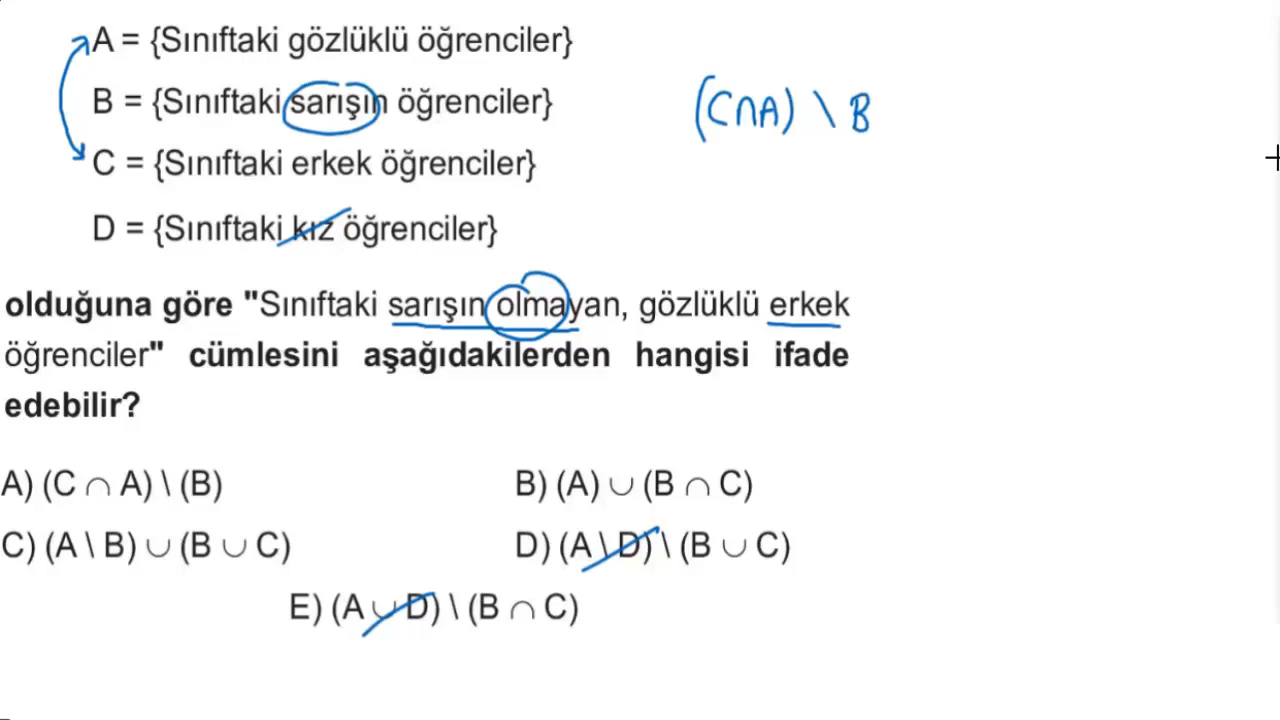 A = {Sınıftaki gözlüklü öğrenciler}
B = {Sınıftaki sarışın öğrenciler}
(C∩A) \ B
C = {Sınıftaki erkek öğrenciler}
D = {Sınıftaki kız öğrenciler}
olduğuna göre "Sınıftaki sarışın olmayan, gözlüklü erkek
öğrenciler" cümlesini aşağıdakilerden hangisi ifade
edebilir?
A) (C ∩ A) \ (B)
B) (A) ∪ (B ∩ C)
C) (A \ B) ∪ (B ∪ C)
D) (A \ D) \ (B ∪ C)
E) (A ∪ D) \ (B ∩ C)